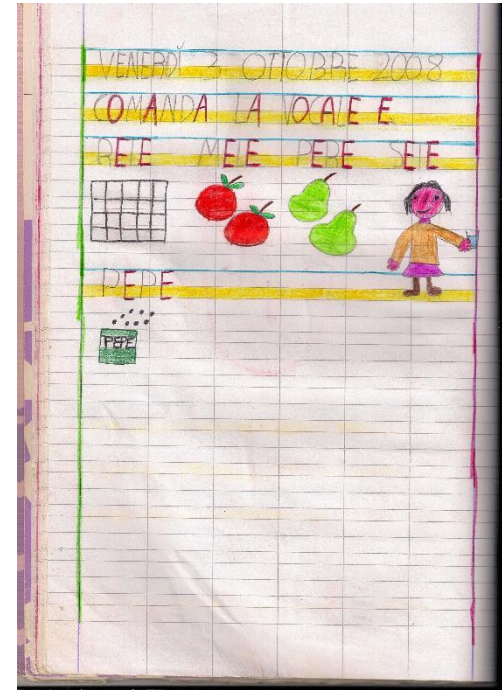 VENERDÌ 3 OTTOBRE 2008
COMANDA LA VOCALE E
RETE MELE PERE SETE
PEPE
PEPE